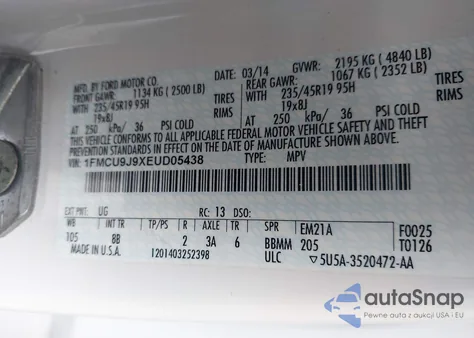 MFD. BY FORD MOTOR CO.
03/14 GVWR: 2195 KG ( 4840 LB)
FRONT GAWR: 1134 KG ( 2500 LB) REAR GAWR: 1067 KG ( 2352 LB)
235/45R19 95H TIRES WITH 235/45R19 95H TIRES
19x8J RIMS 19x8J RIMS
AT 250 kPa/ 36 PSI COLD AT 250 kPa/ 36 PSI COLD
THIS VEHICLE CONFORMS TO ALL APPLICABLE FEDERAL MOTOR VEHICLE SAFETY AND THEFT
PREVENTION STANDARDS IN EFFECT ON THE DATE OF MANUFACTURE SHOWN ABOVE.
VIN: 1FMCU9J9XEUD05438 TYPE: MPV
EXT PNT: UG RC: 13 DSO:
WB INT TR TP/PS R AXLE TR SPR EM21A F0025
105 8B 2 3A 6 BBMM 205 T0126
MADE IN U.S.A. 1201403252398 ULC 5U5A-3520472-AA
autoSnap
Pewne auta z aukcji USA i EU